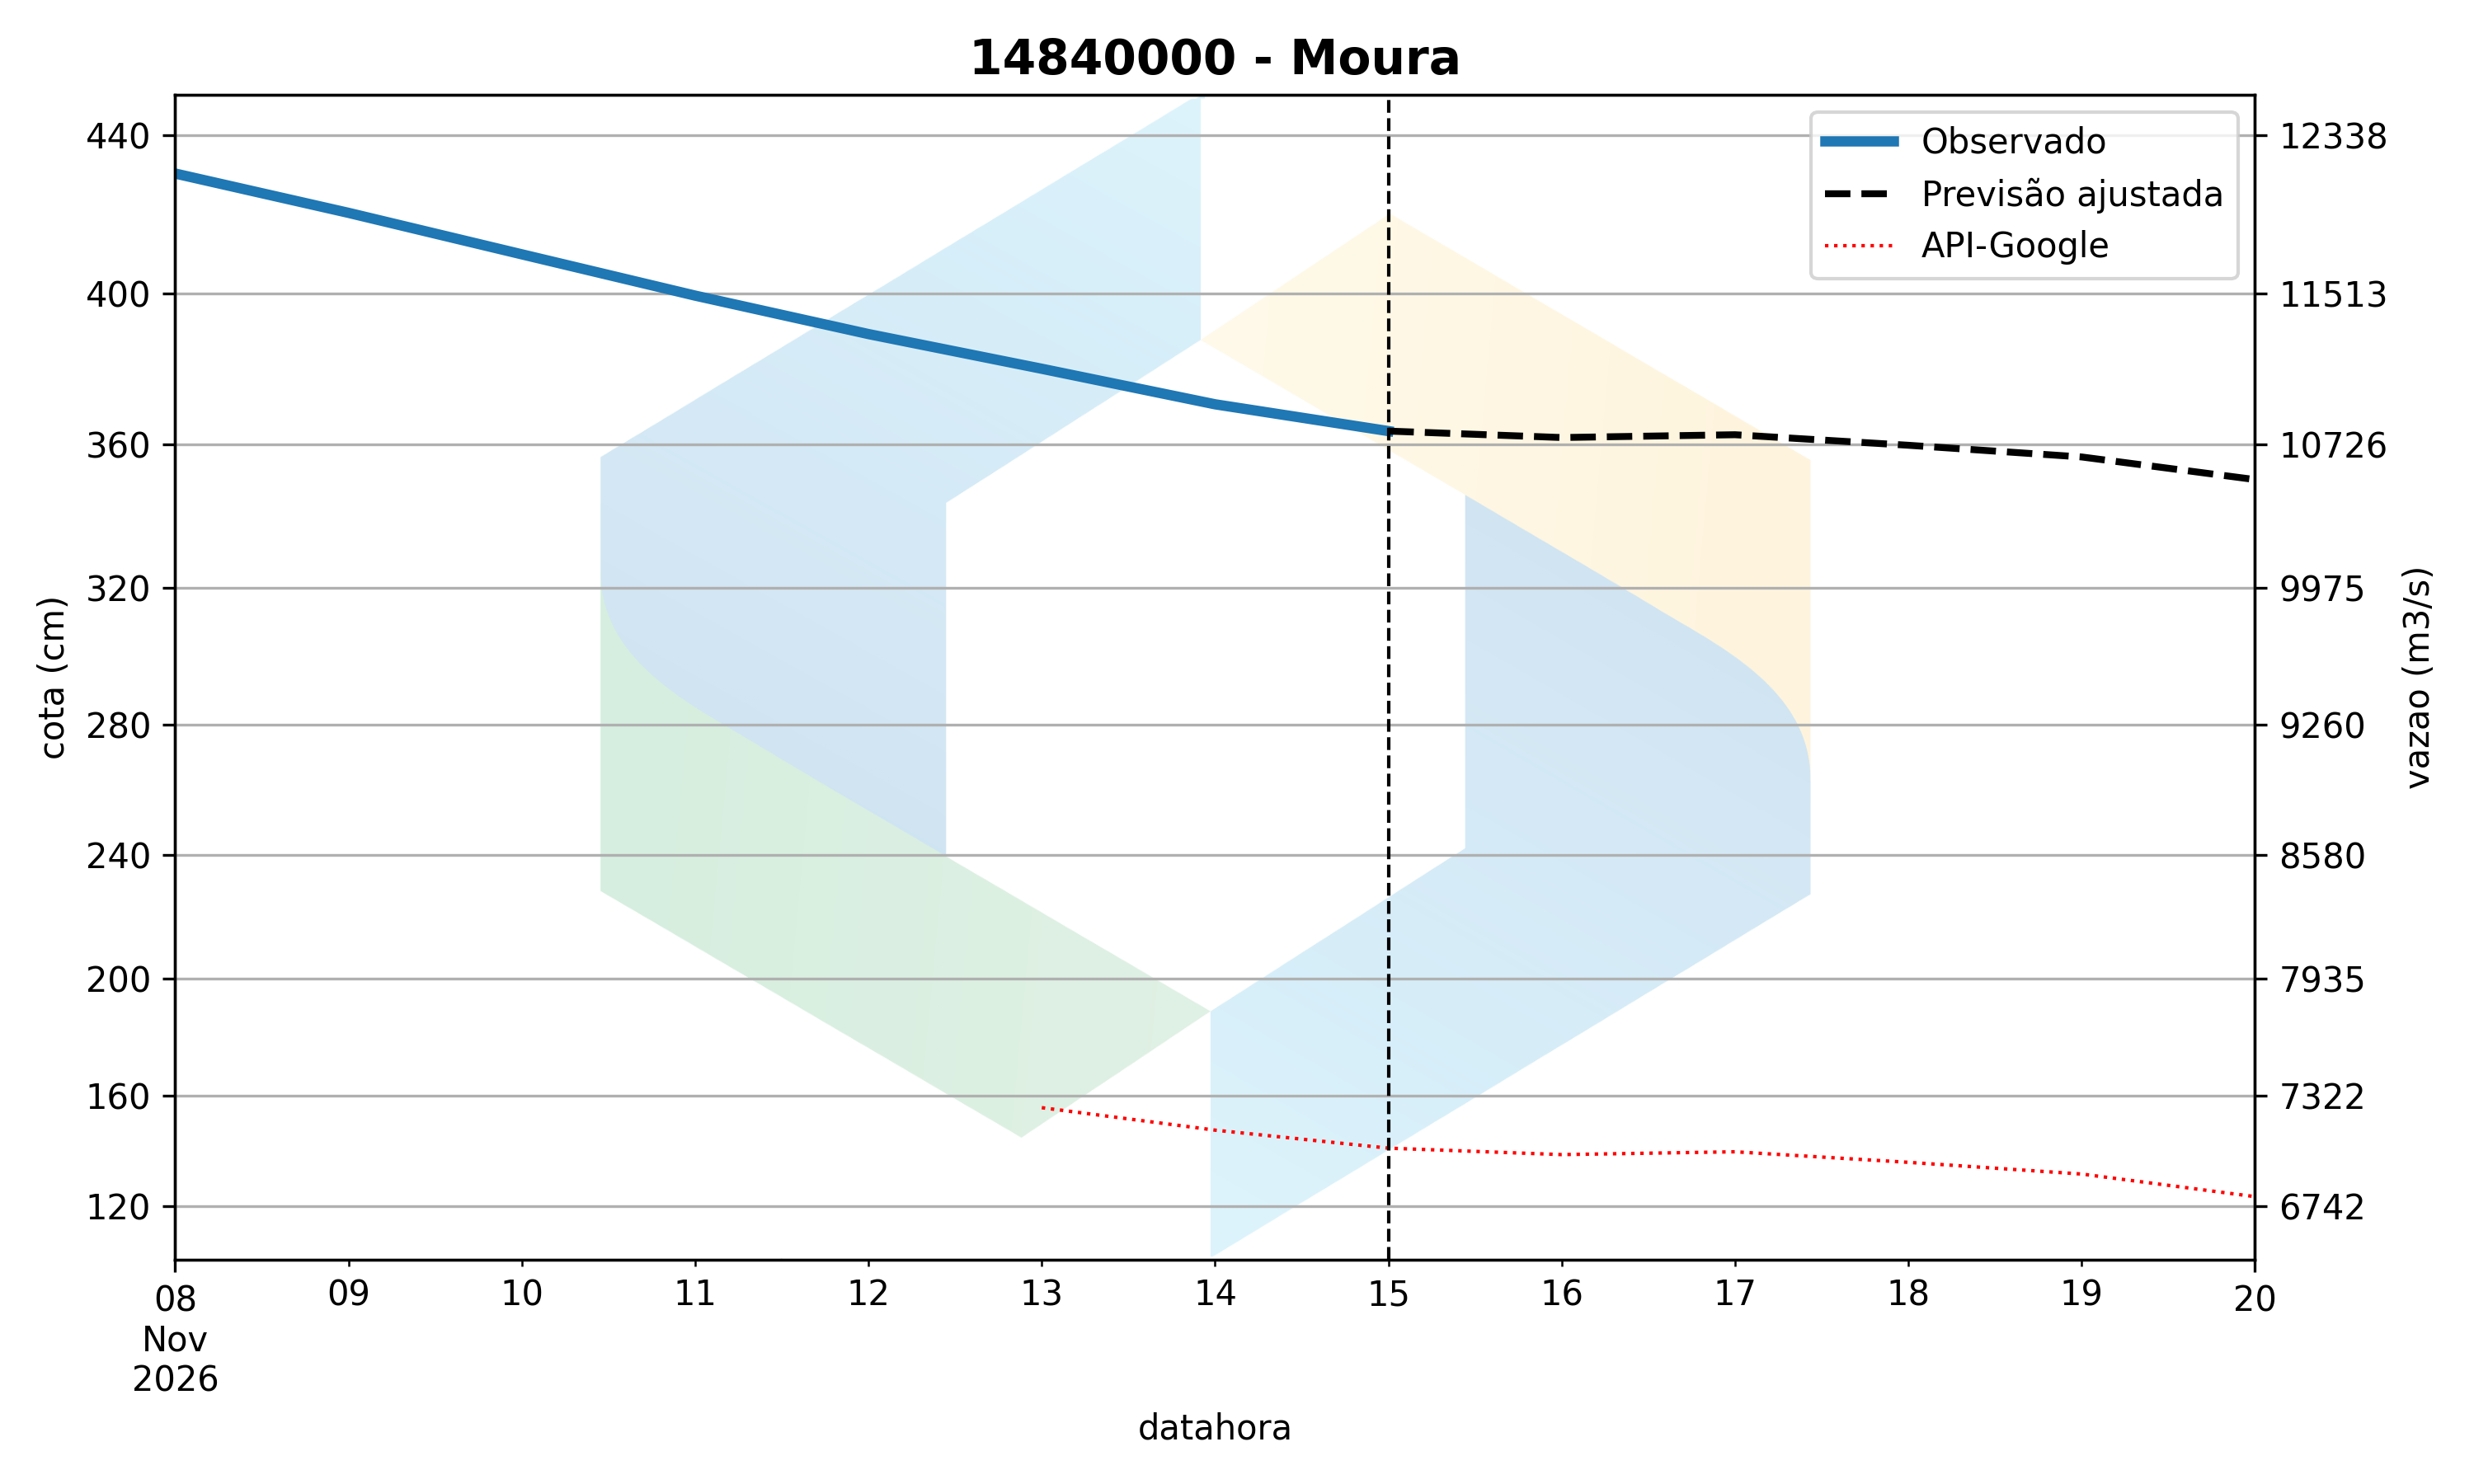 14840000 - Moura
Observado
Previsão ajustada
API-Google
440
400
360
320
280
240
200
160
120
cota (cm)
12338
11513
10726
9975
9260
8580
7935
7322
6742
vazao (m3/s)
08 09 10 11 12 13 14 15 16 17 18 19 20
Nov
2026
datahora